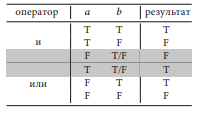 оператор a b результат
T T T
и T F F
F T/F F
T T/F T
или F T T
F F F